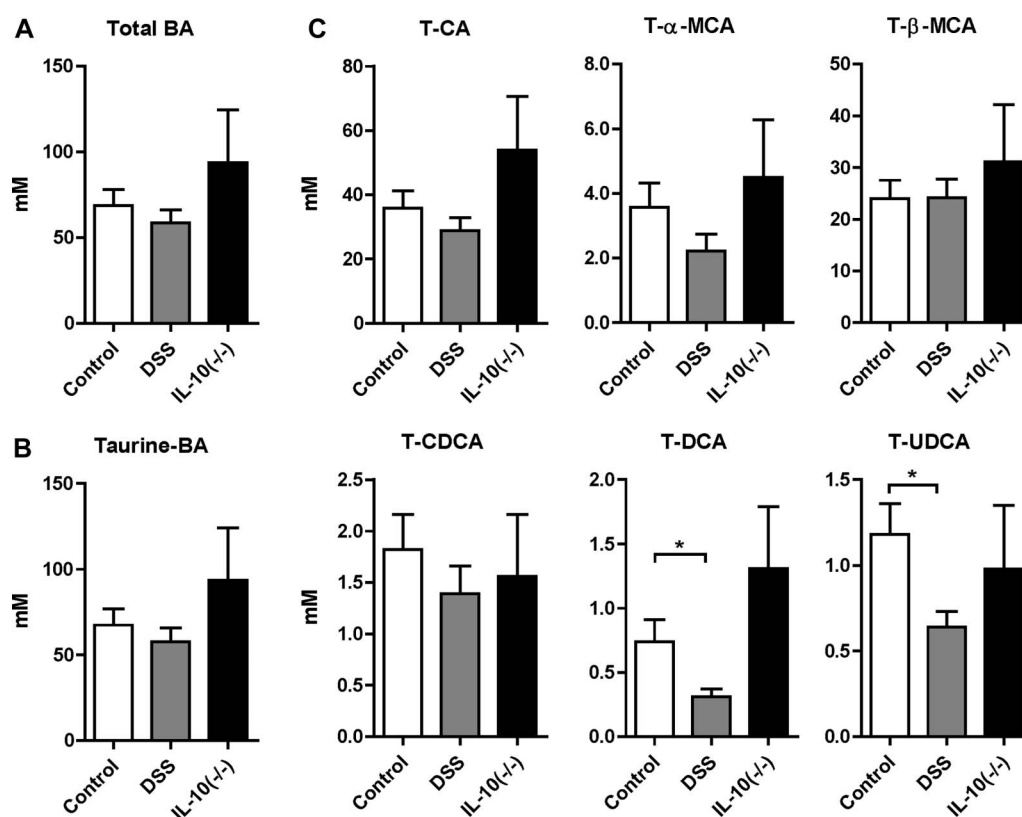 A Total BA
mM
150
100
50
0
Control DSS IL-10(-/-)
C T-CA
mM
80
60
40
20
0
Control DSS IL-10(-/-)
T-α-MCA
8.0
6.0
4.0
2.0
0.0
Control DSS IL-10(-/-)
T-β-MCA
50
40
30
20
10
0
Control DSS IL-10(-/-)
B Taurine-BA
mM
150
100
50
0
Control DSS IL-10(-/-)
T-CDCA
mM
2.5
2.0
1.5
1.0
0.5
0.0
Control DSS IL-10(-/-)
T-DCA
2.0
1.5
1.0
0.5
0.0
*
Control DSS IL-10(-/-)
T-UDCA
1.5
1.0
0.5
0.0
*
Control DSS IL-10(-/-)